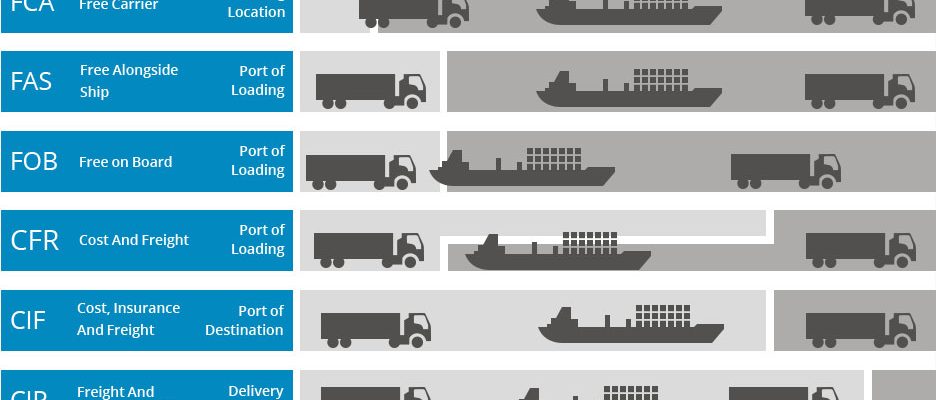 FCA
Free Carrier
Location
FAS
Free Alongside
Ship
Port of
Loading
FOB
Free on Board
Port of
Loading
CFR
Cost And Freight
Port of
Loading
CIF
Cost, Insurance
And Freight
Port of
Destination
CIP
Freight And
Delivery